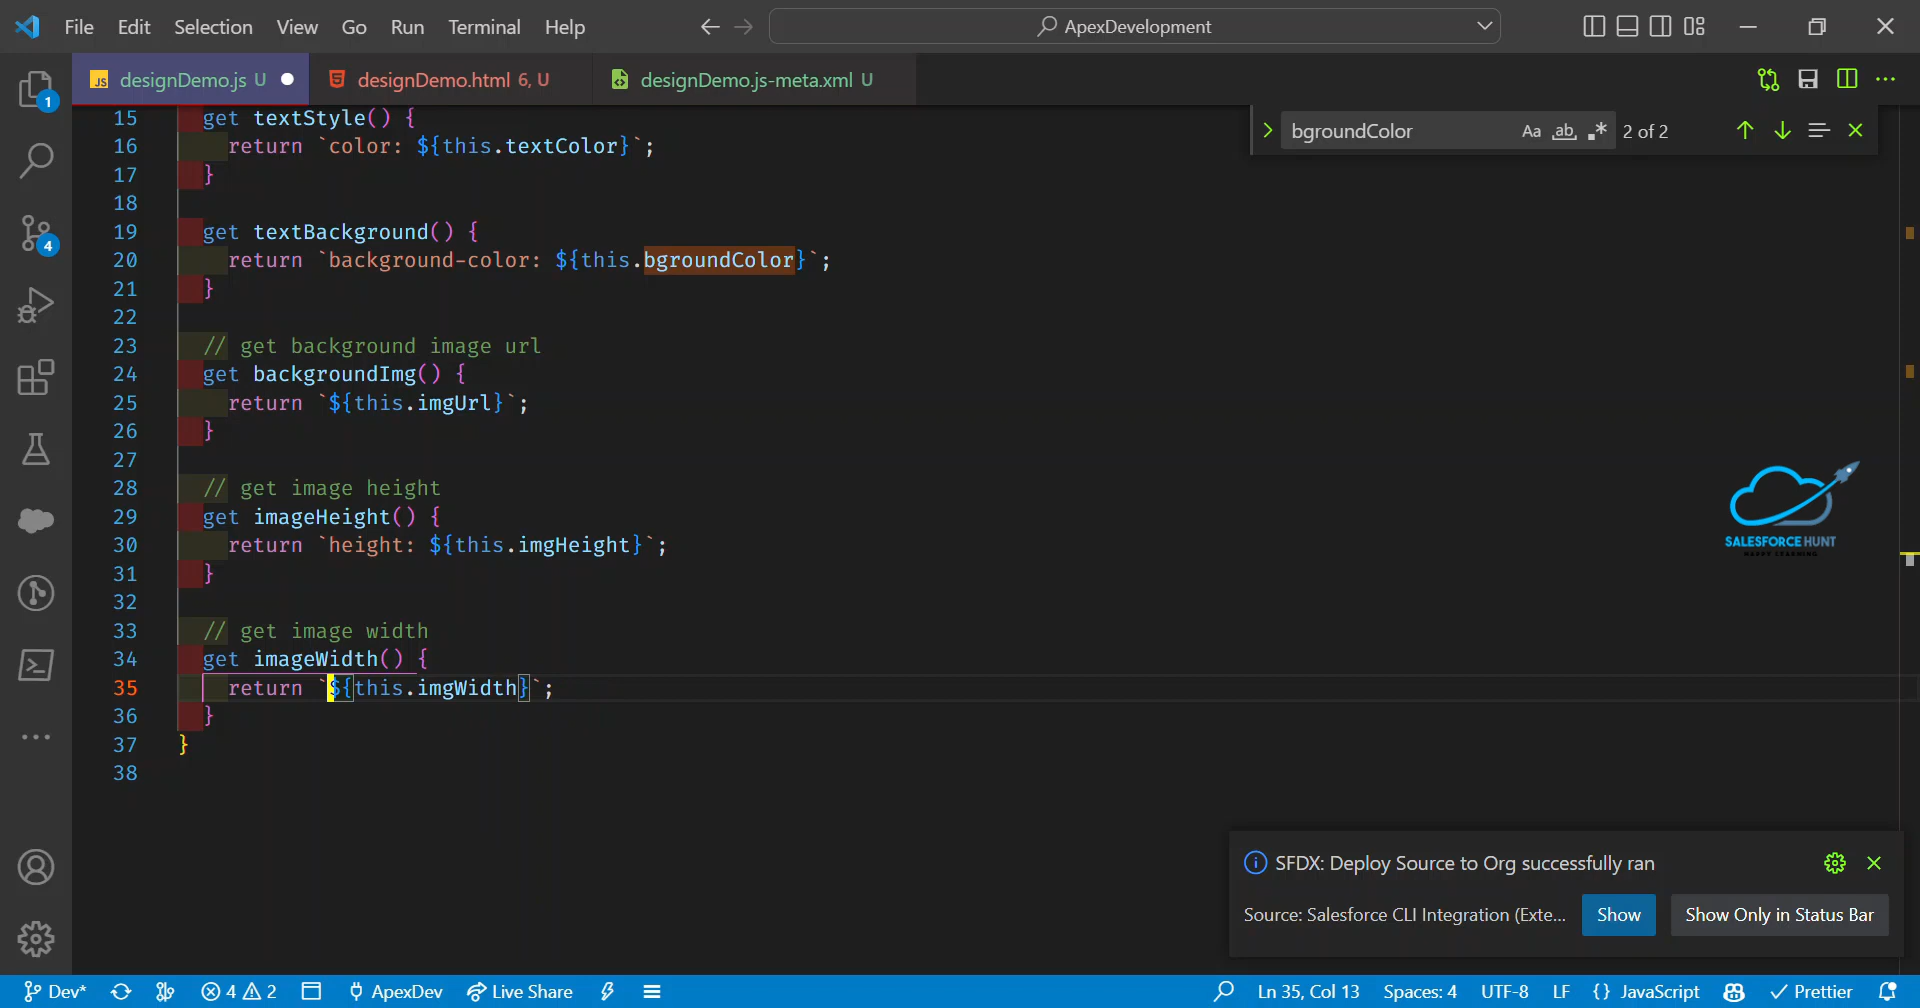 File Edit Selection View Go Run Terminal Help
ApexDevelopment
JS designDemo.js U
designDemo.html 6, U
designDemo.js-meta.xml U
bgroundColor Aa ab 2 of 2
15 get textStyle() {
16 return `color: ${this.textColor}`;
17 }
18
19 get textBackground() {
20 return `background-color: ${this.bgroundColor}`;
21 }
22
23 // get background image url
24 get backgroundImg() {
25 return `${this.imgUrl}`;
26 }
27
28 // get image height
29 get imageHeight() {
30 return `height: ${this.imgHeight}`;
31 }
32
33 // get image width
34 get imageWidth() {
35 return `${this.imgWidth}`;
36 }
37 }
38
1
4
SALESFORCE HUNT
SFDX: Deploy Source to Org successfully ran
Source: Salesforce CLI Integration (Exte...
Show
Show Only in Status Bar
Dev* 4 2 ApexDev Live Share
Ln 35, Col 13 Spaces: 4 UTF-8 LF {} JavaScript Prettier